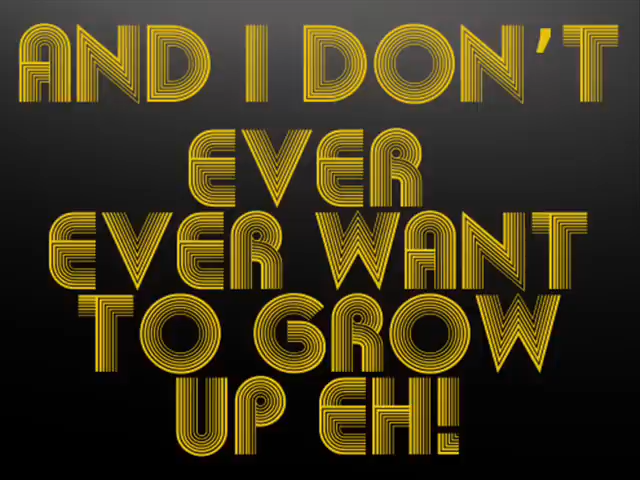 AND I DON'T
EVER
EVER WANT
TO GROW
UP EH!